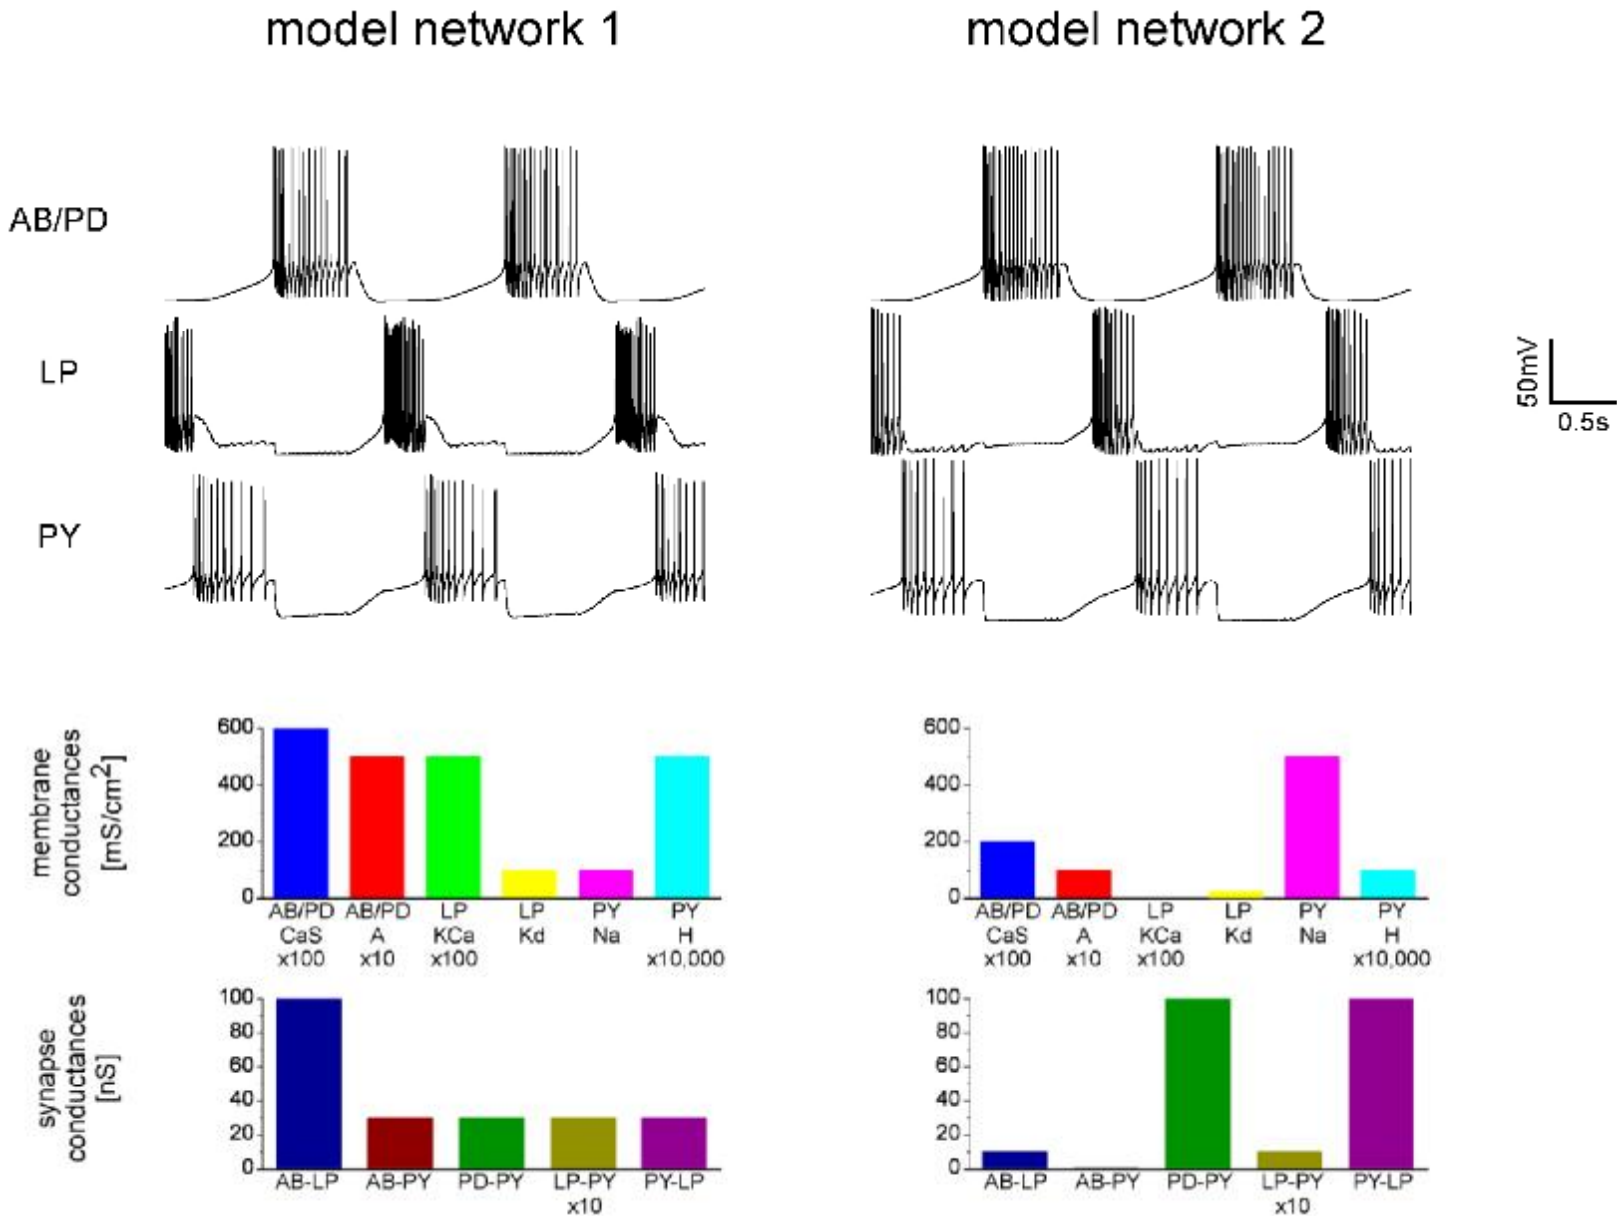 model network 1
model network 2
AB/PD
LP
PY
50mV
0.5s
membrane
conductances
[mS/cm2]
600
400
200
0
AB/PD AB/PD LP LP PY PY
CaS A KCa Kd Na H
x100 x10 x100 x10,000
600
400
200
0
AB/PD AB/PD LP LP PY PY
CaS A KCa Kd Na H
x100 x10 x100 x10,000
synapse
conductances
[nS]
100
80
60
40
20
0
AB-LP AB-PY PD-PY LP-PY PY-LP
x10
100
80
60
40
20
0
AB-LP AB-PY PD-PY LP-PY PY-LP
x10